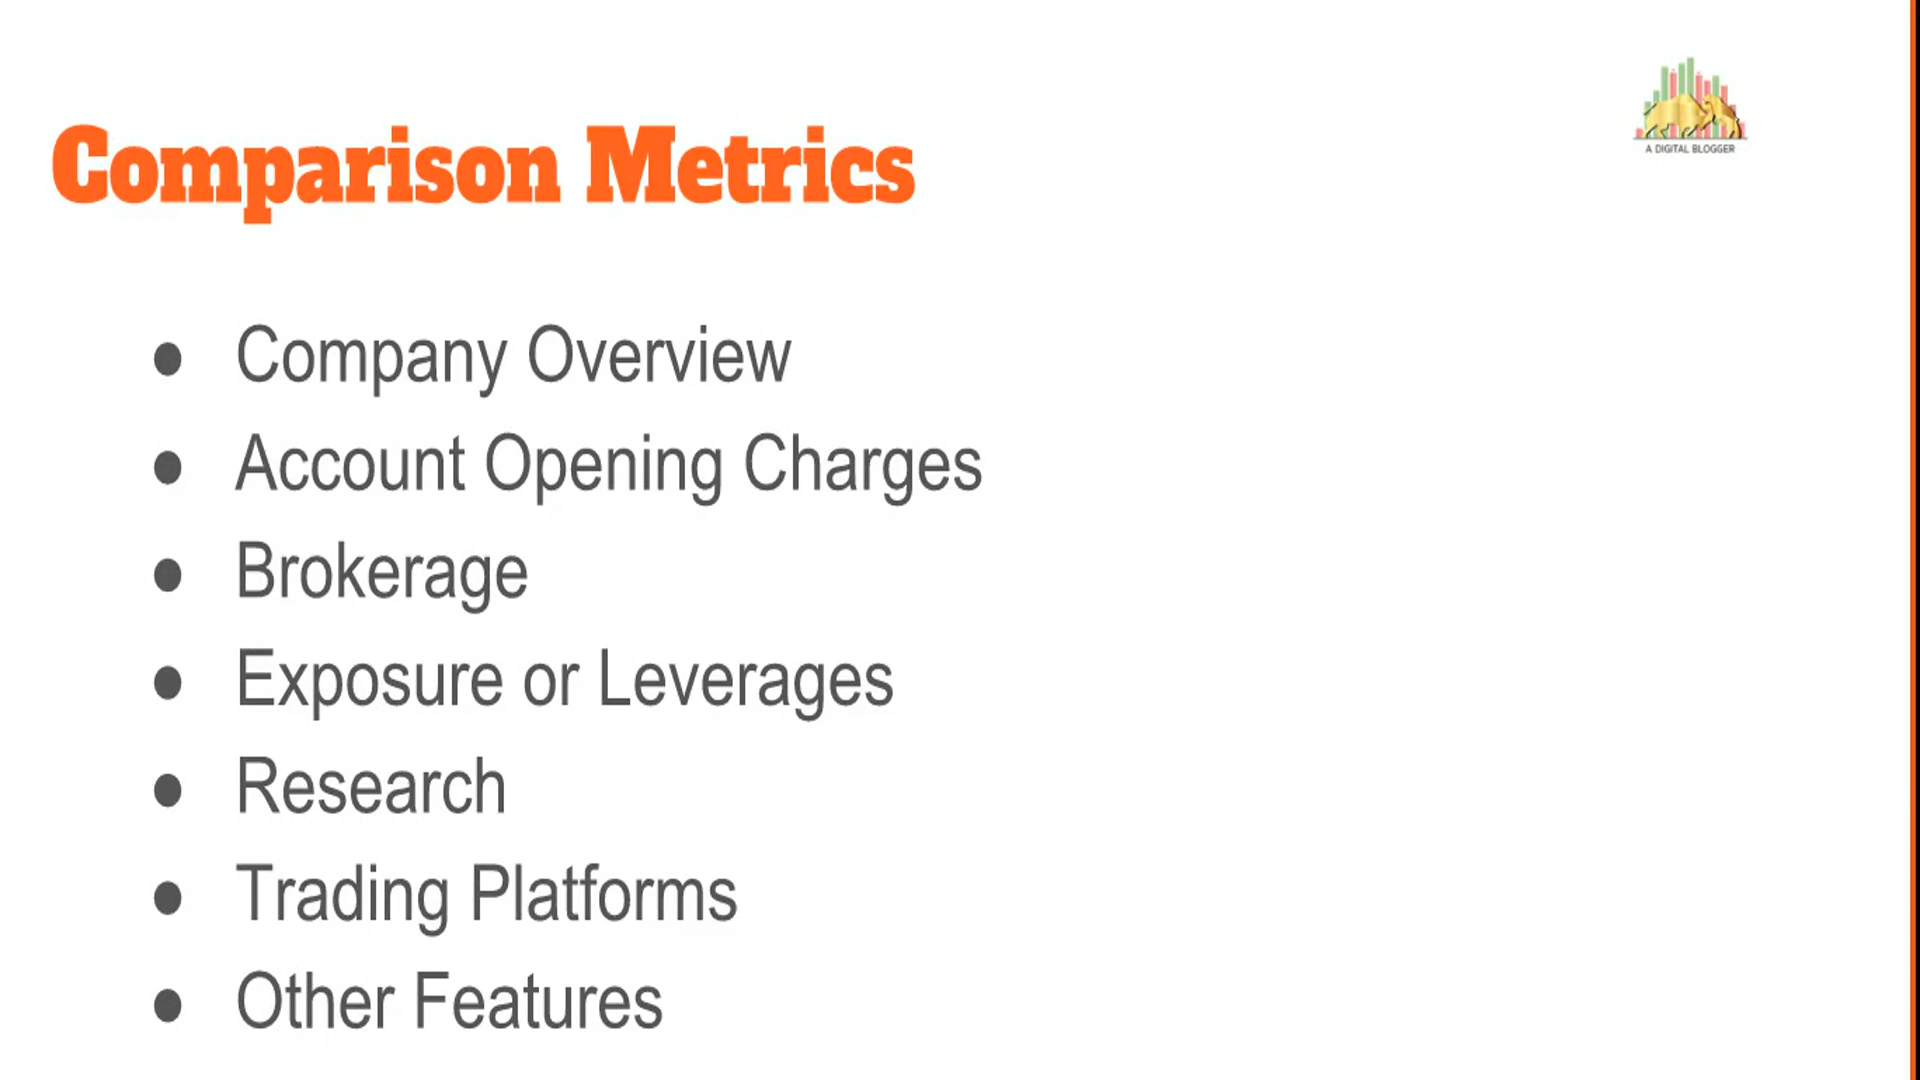 A DIGITAL BLOGGER
Comparison Metrics
● Company Overview
● Account Opening Charges
● Brokerage
● Exposure or Leverages
● Research
● Trading Platforms
● Other Features